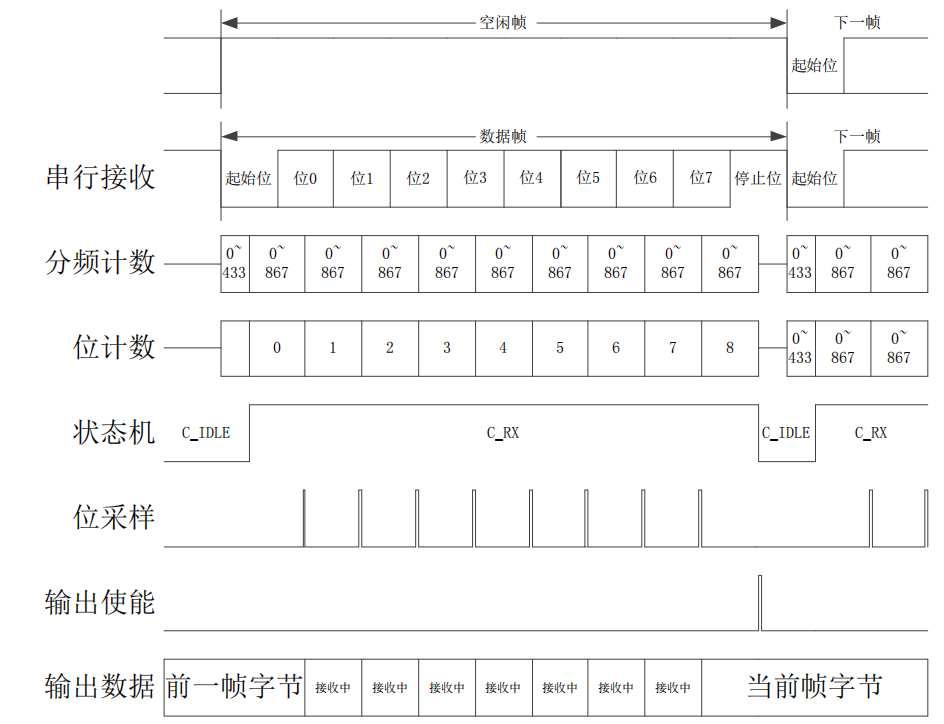 空闲帧 下一帧
起始位
数据帧 下一帧
串行接收 起始位 位0 位1 位2 位3 位4 位5 位6 位7 停止位 起始位
分频计数 0~433 0~867 0~867 0~867 0~867 0~867 0~867 0~867 0~867 0~867 0~433 0~867 0~867
位计数 0 1 2 3 4 5 6 7 8 0~433 0~867 0~867
状态机 C_IDLE C_RX C_IDLE C_RX
位采样
输出使能
输出数据 前一帧字节 接收中 接收中 接收中 接收中 接收中 接收中 接收中 当前帧字节